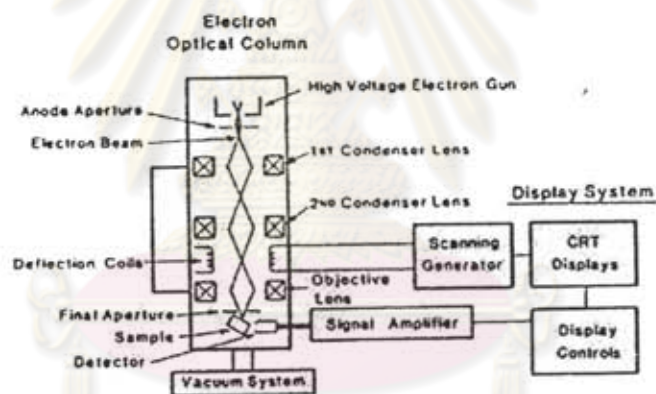 Electron
Optical Column
High Voltage Electron Gun
Anode Aperture
Electron Beam
1st Condenser Lens
2nd Condenser Lens
Display System
Scanning
Generator
CRT
Displays
Deflection Coils
Objective
Lens
Final Aperture
Sample
Signal Amplifier
Detector
Display
Controls
Vacuum System